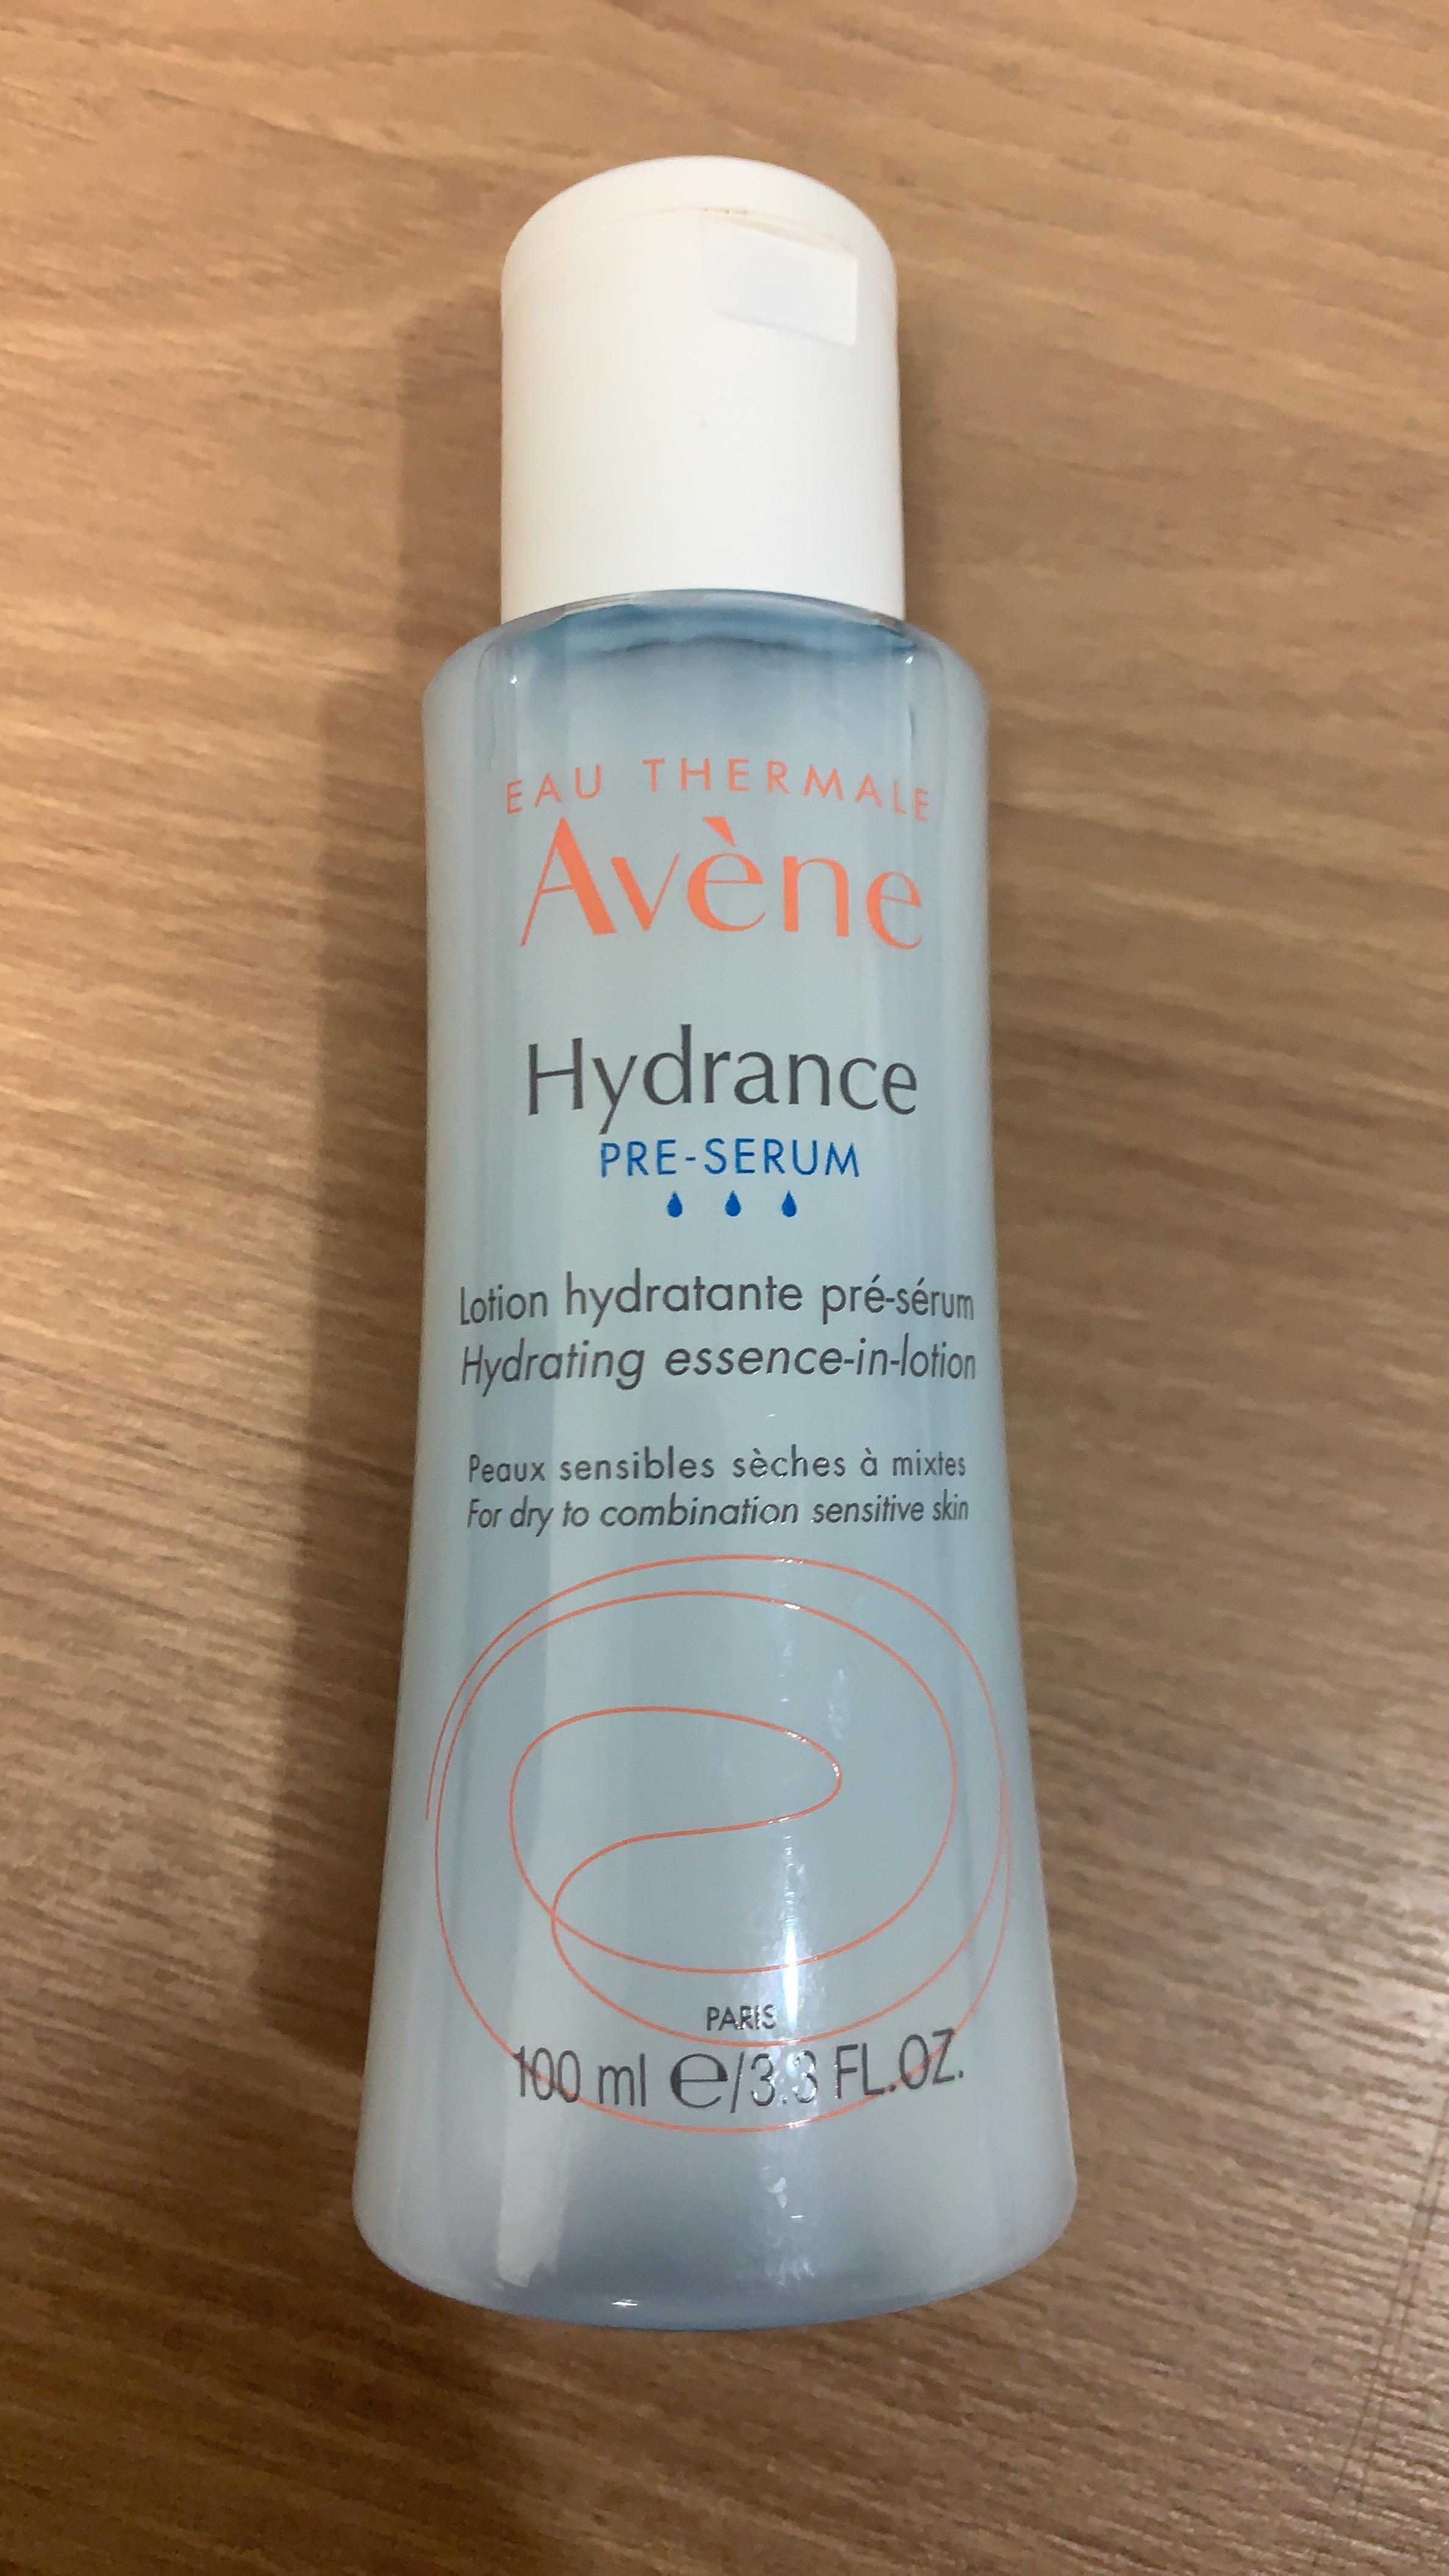 EAU THERMALE
Avène
Hydrance
PRE-SERUM
Lotion hydratante pré-sérum
Hydrating essence-in-lotion
Peaux sensibles sèches à mixtes
For dry to combination sensitive skin
PARIS
100 ml e/3.3 FL.OZ.